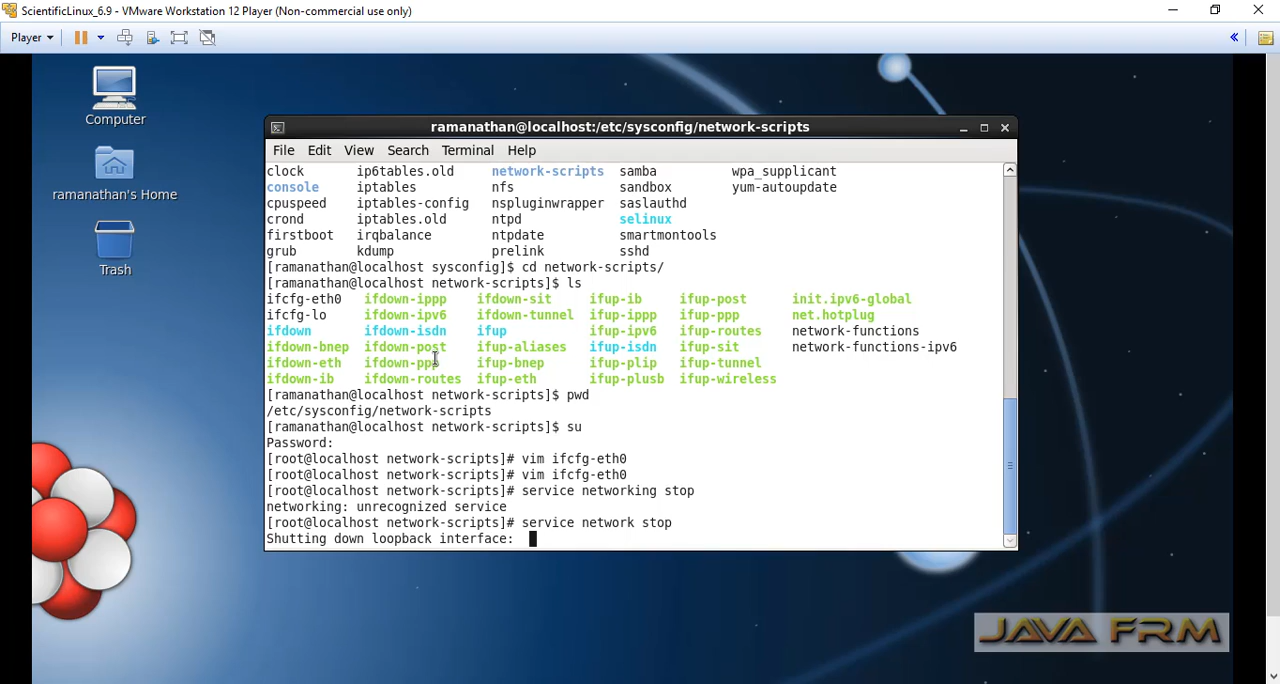 ScientificLinux_6.9 - VMware Workstation 12 Player (Non-commercial use only)
Player
Computer
ramanathan's Home
Trash
ramanathan@localhost:/etc/sysconfig/network-scripts
File Edit View Search Terminal Help
clock ip6tables.old network-scripts samba wpa_supplicant
console iptables nfs sandbox yum-autoupdate
cpuspeed iptables-config nspluginwrapper saslauthd
crond iptables.old ntpd selinux
firstboot irqbalance ntpdate smartmontools
grub kdump prelink sshd
[ramanathan@localhost sysconfig]$ cd network-scripts/
[ramanathan@localhost network-scripts]$ ls
ifcfg-eth0 ifdown-ippp ifdown-sit ifup-ib ifup-post init.ipv6-global
ifcfg-lo ifdown-ipv6 ifdown-tunnel ifup-ippp ifup-ppp net.hotplug
ifdown ifdown-isdn ifup ifup-ipv6 ifup-routes network-functions
ifdown-bnep ifdown-post ifup-aliases ifup-isdn ifup-sit network-functions-ipv6
ifdown-eth ifdown-ppp ifup-bnep ifup-plip ifup-tunnel
ifdown-ib ifdown-routes ifup-eth ifup-plusb ifup-wireless
[ramanathan@localhost network-scripts]$ pwd
/etc/sysconfig/network-scripts
[ramanathan@localhost network-scripts]$ su
Password:
[root@localhost network-scripts]# vim ifcfg-eth0
[root@localhost network-scripts]# vim ifcfg-eth0
[root@localhost network-scripts]# service networking stop
networking: unrecognized service
[root@localhost network-scripts]# service network stop
Shutting down loopback interface:
JAVA FRM